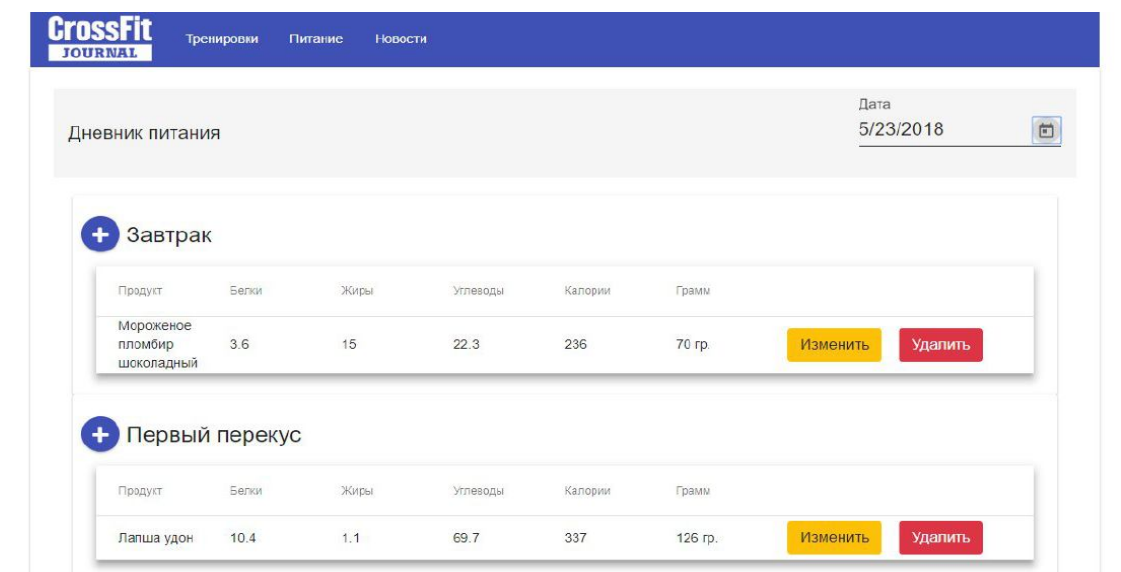 CrossFit
JOURNAL
Тренировки Питание Новости
Дневник питания
Дата
5/23/2018
Завтрак
Продукт Белки Жиры Углеводы Калории Грамм
Мороженое
пломбир
шоколадный
3.6 15 22.3 236 70 гр. Изменить Удалить
Первый перекус
Продукт Белки Жиры Углеводы Калории Грамм
Лапша удон 10.4 1.1 69.7 337 126 гр. Изменить Удалить